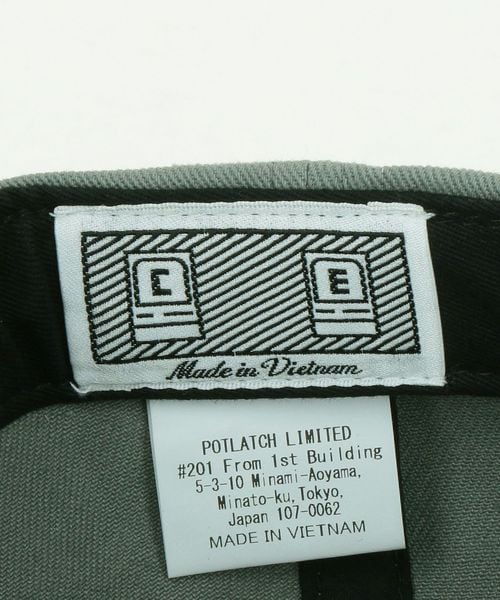 C E
Made in Vietnam
POTLATCH LIMITED
#201 From 1st Building
5-3-10 Minami-Aoyama,
Minato-ku,Tokyo,
Japan 107-0062
MADE IN VIETNAM